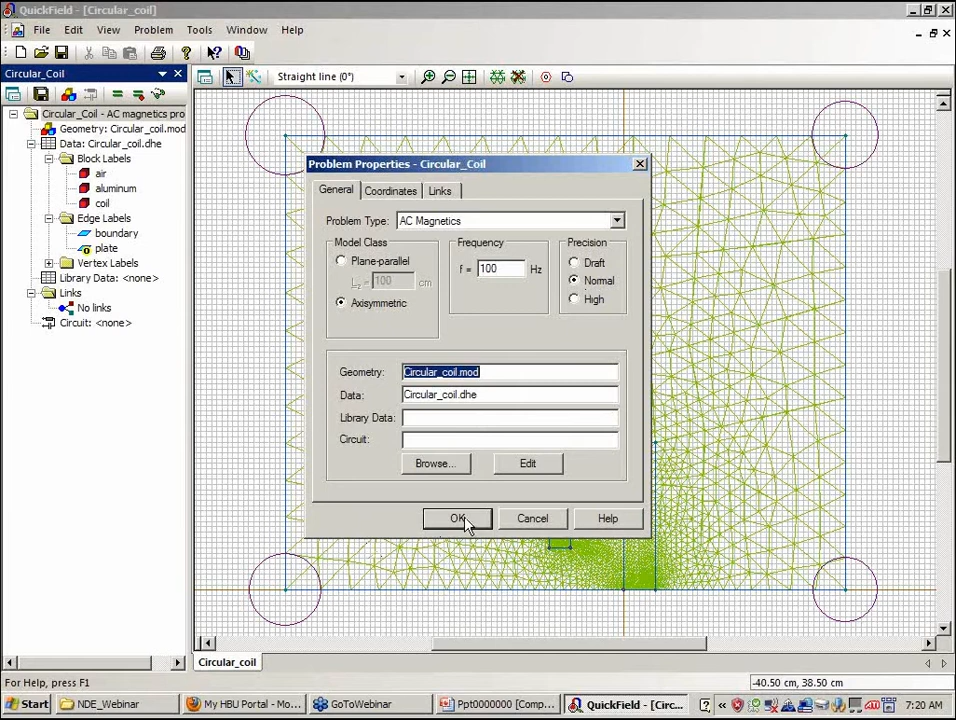 QuickField - [Circular_coil]
File Edit View Problem Tools Window Help
Circular_Coil
Straight line (0°)
Circular_Coil - AC magnetics pro
Geometry: Circular_coil.mod
Data: Circular_coil.dhe
Block Labels
air
aluminum
coil
Edge Labels
boundary
plate
Vertex Labels
Library Data: <none>
Links
No links
Circuit: <none>
Problem Properties - Circular_Coil
General Coordinates Links
Problem Type: AC Magnetics
Model Class Frequency Precision
Plane-parallel
Lz = 100 cm
Axisymmetric
f = 100 Hz
Draft
Normal
High
Geometry: Circular_coil.mod
Data: Circular_coil.dhe
Library Data:
Circuit:
Browse... Edit
OK Cancel Help
Circular_coil
For Help, press F1
-40.50 cm, 38.50 cm
Start NDE_Webinar My HBU Portal - Mo... GoToWebinar Ppt0000000 [Comp... QuickField - [Circ... 7:20 AM